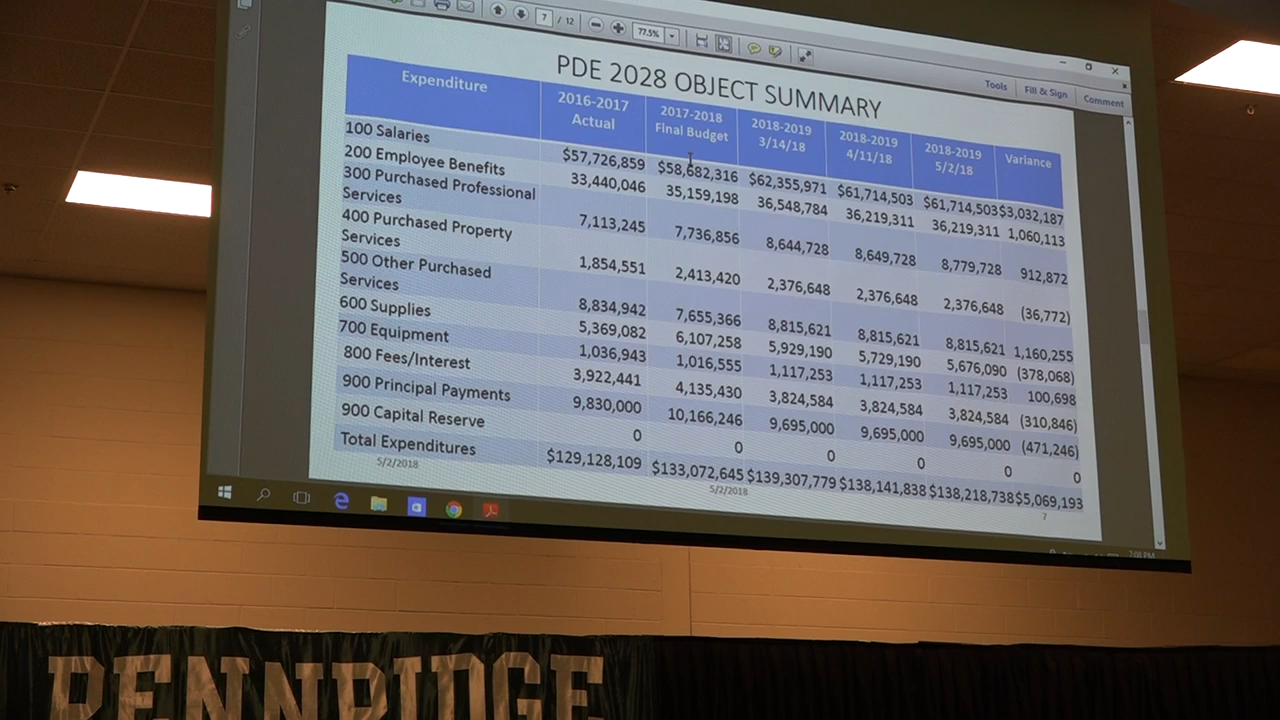 7 / 12
77.5%
Tools Fill & Sign Comment
PDE 2028 OBJECT SUMMARY
Expenditure 2016-2017 Actual 2017-2018 Final Budget 2018-2019 3/14/18 2018-2019 4/11/18 2018-2019 5/2/18 Variance
100 Salaries $57,726,859 $58,682,316 $62,355,971 $61,714,503 $61,714,503 $3,032,187
200 Employee Benefits 33,440,046 35,159,198 36,548,784 36,219,311 36,219,311 1,060,113
300 Purchased Professional Services 7,113,245 7,736,856 8,644,728 8,649,728 8,779,728 912,872
400 Purchased Property Services 1,854,551 2,413,420 2,376,648 2,376,648 2,376,648 (36,772)
500 Other Purchased Services 8,834,942 7,655,366 8,815,621 8,815,621 8,815,621 1,160,255
600 Supplies 5,369,082 6,107,258 5,929,190 5,729,190 5,676,090 (378,068)
700 Equipment 1,036,943 1,016,555 1,117,253 1,117,253 1,117,253 100,698
800 Fees/Interest 3,922,441 4,135,430 3,824,584 3,824,584 3,824,584 (310,846)
900 Principal Payments 9,830,000 10,166,246 9,695,000 9,695,000 9,695,000 (471,246)
900 Capital Reserve 0 0 0 0 0 0
Total Expenditures $129,128,109 $133,072,645 $139,307,779 $138,141,838 $138,218,738 $5,069,193
5/2/2018 5/2/2018 7
7:08 PM
PENNRIDGE